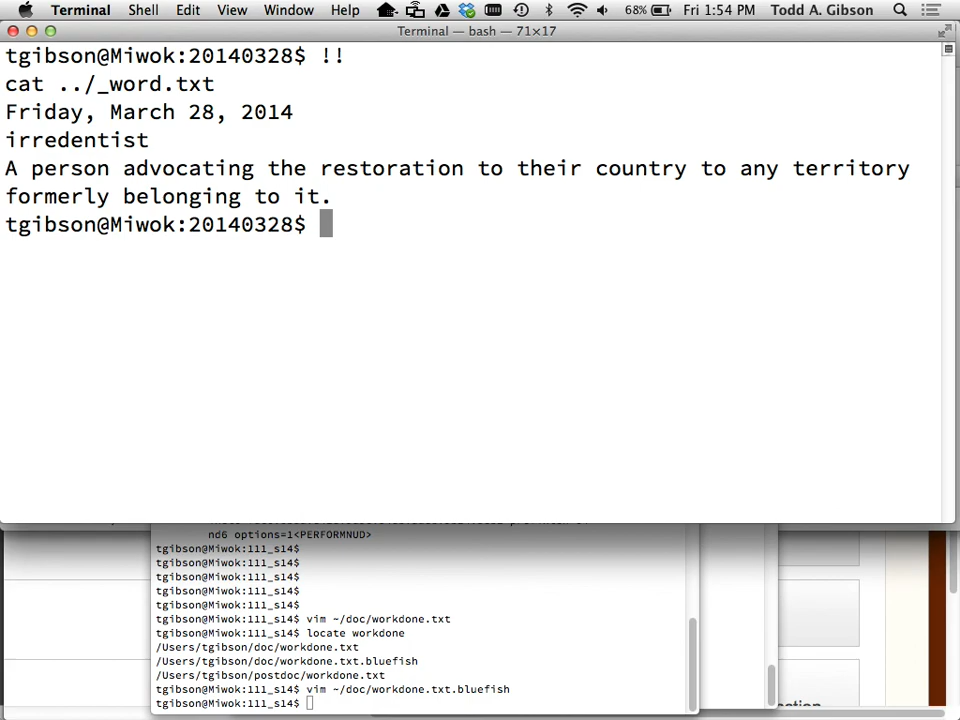 Terminal Shell Edit View Window Help 68% Fri 1:54 PM Todd A. Gibson
Terminal — bash — 71×17
tgibson@Miwok:20140328$ !!
cat ../_word.txt
Friday, March 28, 2014
irredentist
A person advocating the restoration to their country to any territory
formerly belonging to it.
tgibson@Miwok:20140328$
nd6 options=1<PERFORMNUD>
tgibson@Miwok:111_s14$
tgibson@Miwok:111_s14$
tgibson@Miwok:111_s14$
tgibson@Miwok:111_s14$
tgibson@Miwok:111_s14$
tgibson@Miwok:111_s14$ vim ~/doc/workdone.txt
tgibson@Miwok:111_s14$ locate workdone
/Users/tgibson/doc/workdone.txt
/Users/tgibson/doc/workdone.txt.bluefish
/Users/tgibson/postdoc/workdone.txt
tgibson@Miwok:111_s14$ vim ~/doc/workdone.txt.bluefish
tgibson@Miwok:111_s14$